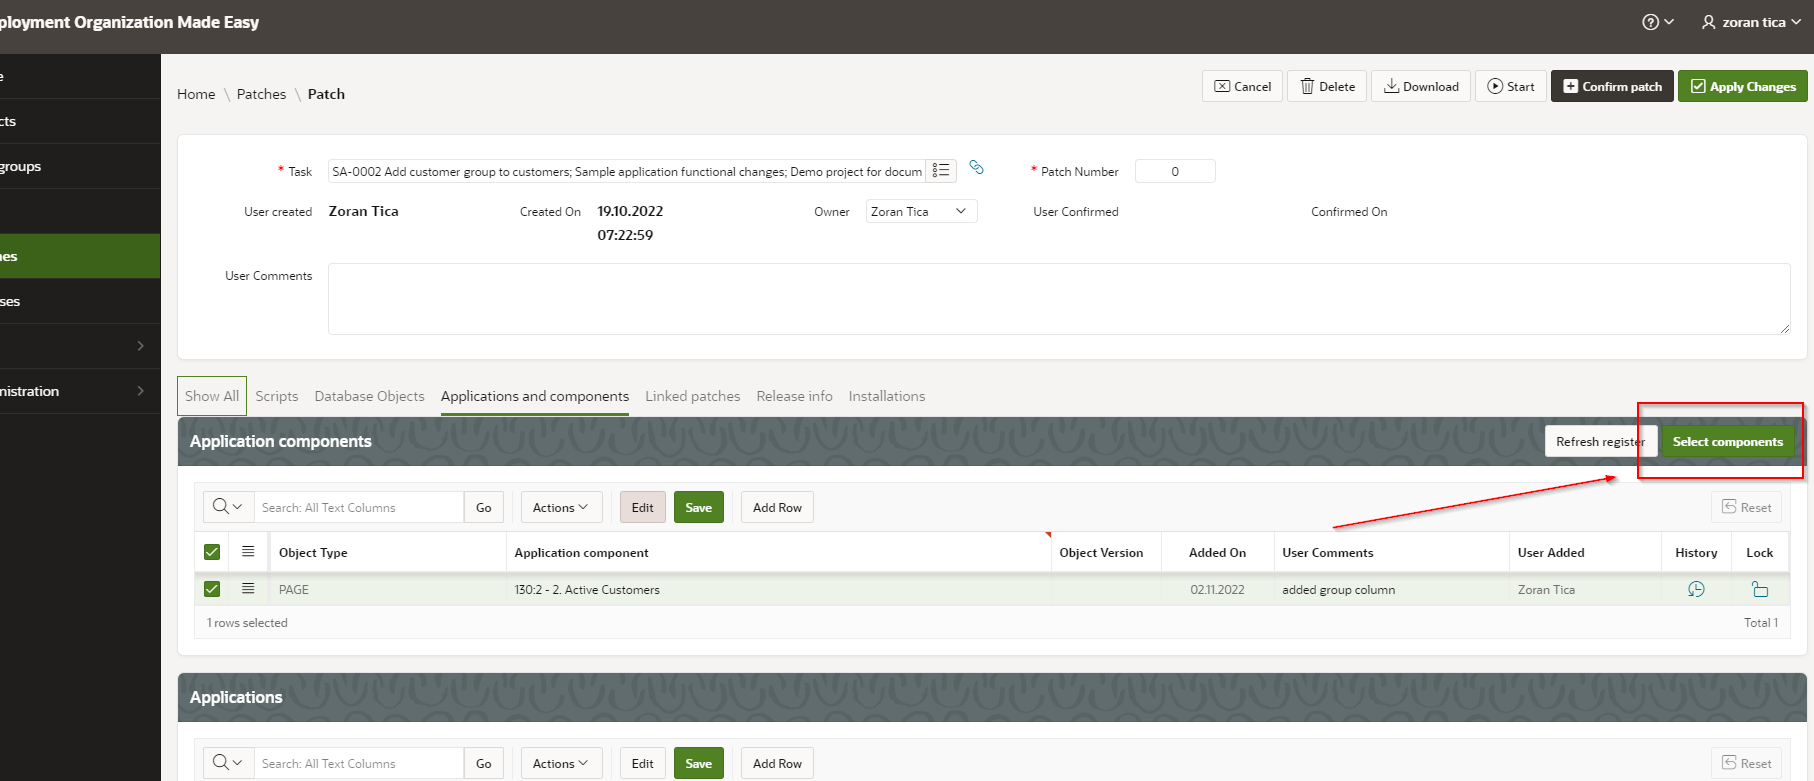 ployment Organization Made Easy
zoran tica
e
cts
groups
nes
ses
nistration
Home \ Patches \ Patch
Cancel Delete Download Start Confirm patch Apply Changes
* Task SA-0002 Add customer group to customers; Sample application functional changes; Demo project for docum * Patch Number 0
User created Zoran Tica Created On 19.10.2022 Owner Zoran Tica User Confirmed Confirmed On
07:22:59
User Comments
Show All Scripts Database Objects Applications and components Linked patches Release info Installations
Application components Refresh register Select components
Search: All Text Columns Go Actions Edit Save Add Row Reset
Object Type Application component Object Version Added On User Comments User Added History Lock
PAGE 130:2 - 2. Active Customers 02.11.2022 added group column Zoran Tica
1 rows selected Total 1
Applications
Search: All Text Columns Go Actions Edit Save Add Row Reset